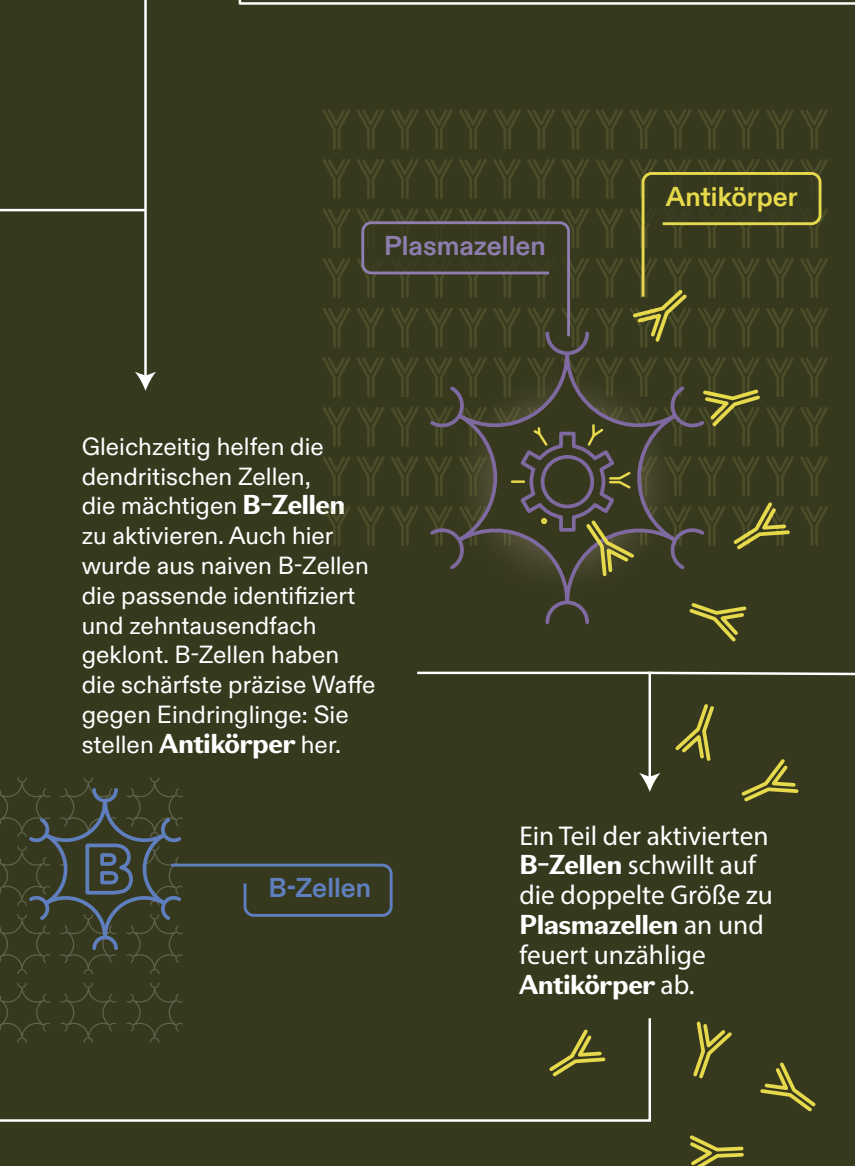 Antikörper
Plasmazellen
Gleichzeitig helfen die
dendritischen Zellen,
die mächtigen B-Zellen
zu aktivieren. Auch hier
wurde aus naiven B-Zellen
die passende identifiziert
und zehntausendfach
geklont. B-Zellen haben
die schärfste präzise Waffe
gegen Eindringlinge: Sie
stellen Antikörper her.
B
B-Zellen
Ein Teil der aktivierten
B-Zellen schwillt auf
die doppelte Größe zu
Plasmazellen an und
feuert unzählige
Antikörper ab.